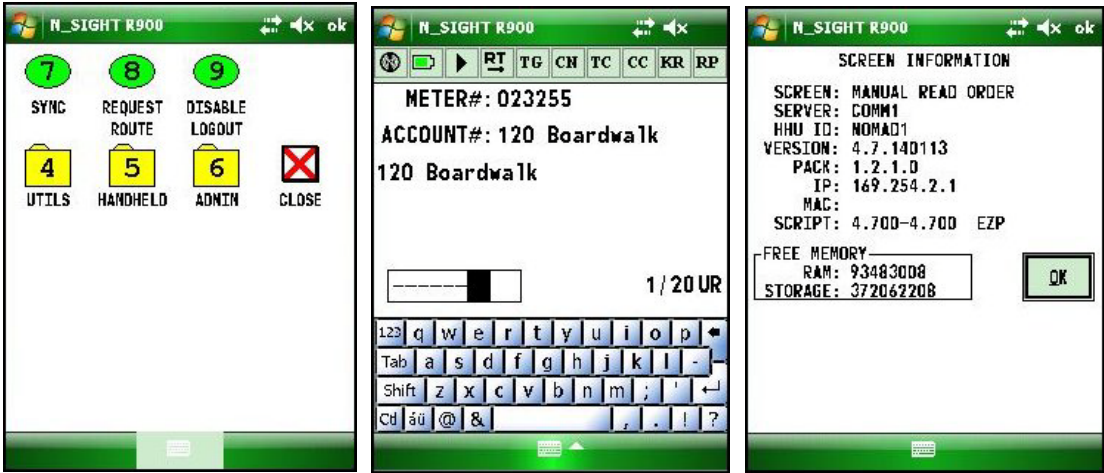 N_SIGHT R900 ok
7 8 9
SYNC REQUEST DISABLE
ROUTE LOGOUT
4 5 6
UTILS HANDHELD ADMIN CLOSE
N_SIGHT R900
RT TG CN TC CC KR RP
METER#: 023255
ACCOUNT#: 120 Boardwalk
120 Boardwalk
1/20 UR
123 q w e r t y u i o p
Tab a s d f g h j k l - =
Shift z x c v b n m ; '
Ctl áü @ & , . ! ?
N_SIGHT R900 ok
SCREEN INFORMATION
SCREEN: MANUAL READ ORDER
SERVER: COMM1
HHU ID: NOMAD1
VERSION: 4.7.140113
PACK: 1.2.1.0
IP: 169.254.2.1
MAC:
SCRIPT: 4.700-4.700 EZP
FREE MEMORY
RAM: 93483008
STORAGE: 372062208
OK